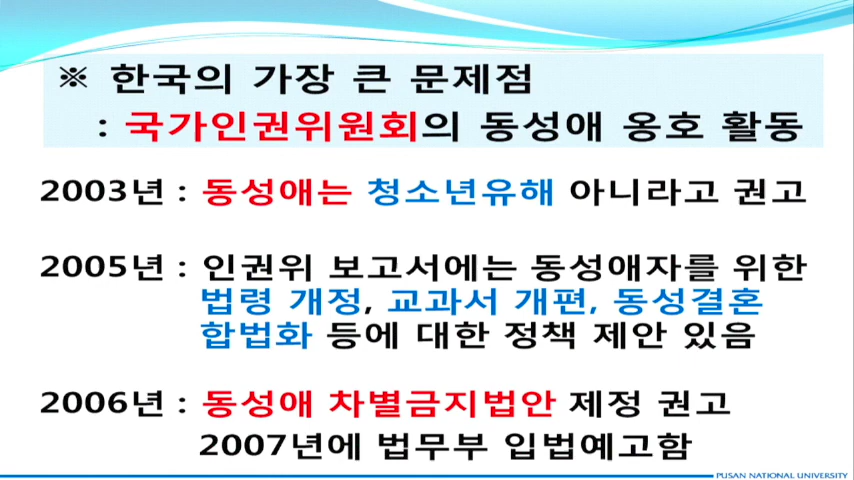 ※ 한국의 가장 큰 문제점
: 국가인권위원회의 동성애 옹호 활동
2003년 : 동성애는 청소년유해 아니라고 권고
2005년 : 인권위 보고서에는 동성애자를 위한
법령 개정, 교과서 개편, 동성결혼
합법화 등에 대한 정책 제안 있음
2006년 : 동성애 차별금지법안 제정 권고
2007년에 법무부 입법예고함
PUSAN NATIONAL UNIVERSITY